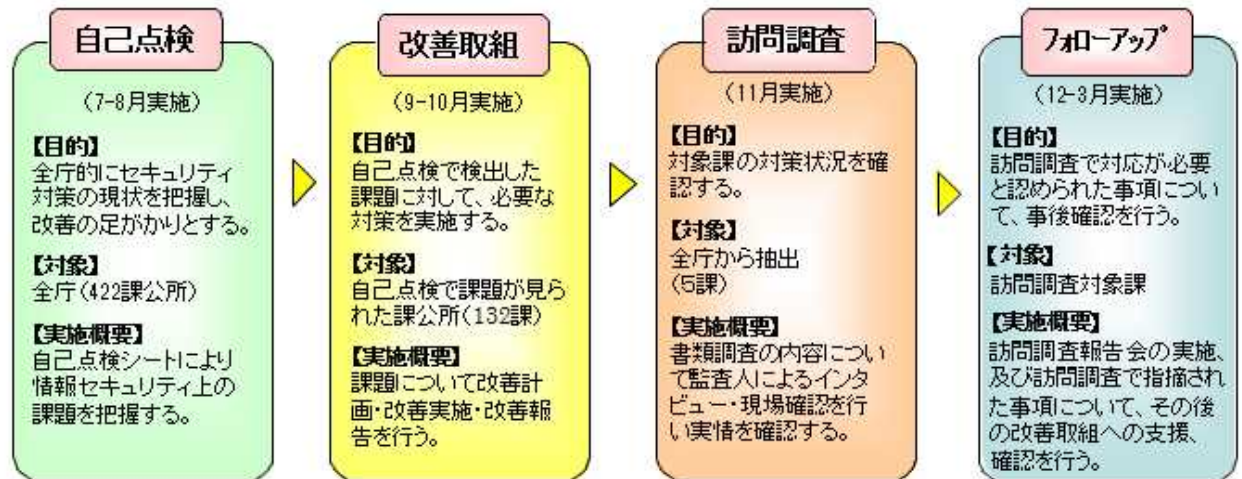 自己点検
（7-8月実施）
【目的】
全庁的にセキュリティ
対策の現状を把握し、
改善の足がかりとする。
【対象】
全庁（422課公所）
【実施概要】
自己点検シートにより
情報セキュリティ上の
課題を把握する。
改善取組
（9-10月実施）
【目的】
自己点検で検出した
課題に対して、必要な
対策を実施する。
【対象】
自己点検で課題が見ら
れた課公所（132課）
【実施概要】
課題について改善計
画・改善実施・改善報
告を行う。
訪問調査
（11月実施）
【目的】
対象課の対策状況を確
認する。
【対象】
全庁から抽出
（5課）
【実施概要】
書類調査の内容につい
て監査人によるインタ
ビュー・現場確認を行
い実情を確認する。
フォローアップ
（12-3月実施）
【目的】
訪問調査で対応が必要
と認められた事項につい
て、事後確認を行う。
【対象】
訪問調査対象課
【実施概要】
訪問調査報告会の実施、
及び訪問調査で指摘され
た事項について、その後
の改善取組への支援、
確認を行う。